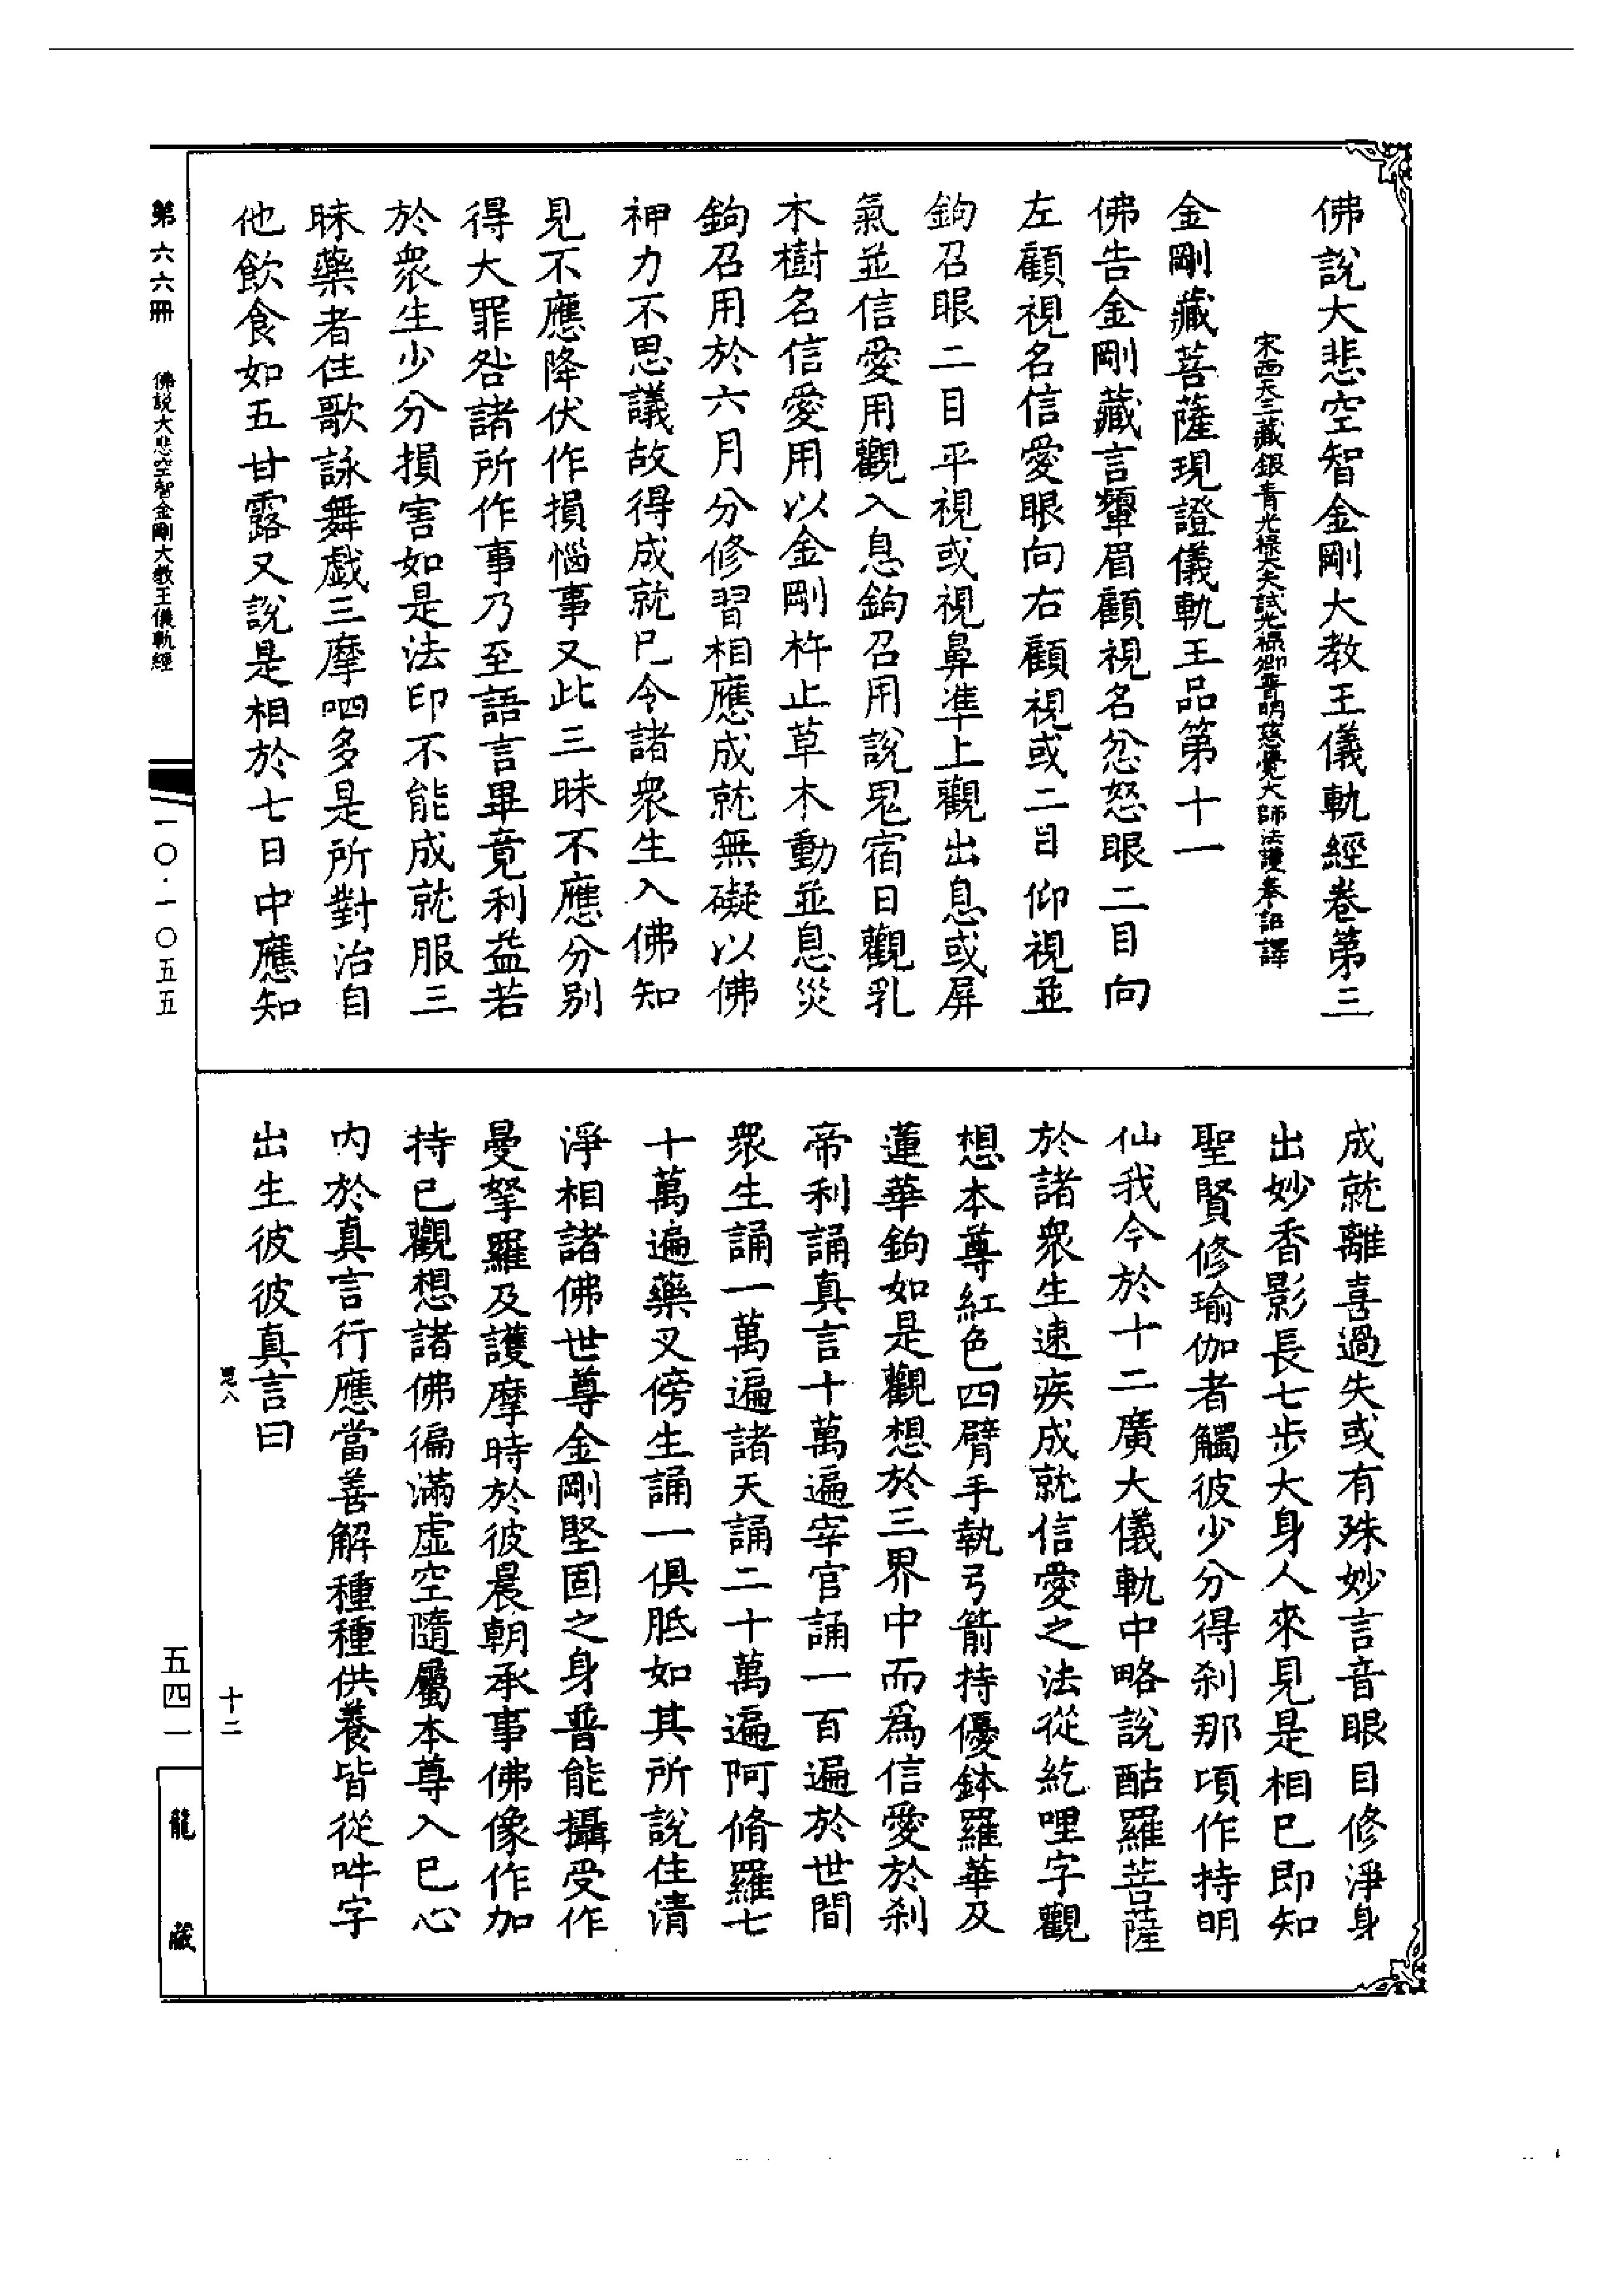 佛說大悲空智金剛大教王儀軌經卷第三
宋西天三藏銀青光祿大夫試光祿卿普明慈覺大師法護奉詔譯
金剛藏菩薩現證儀軌王品第十一
佛告金剛藏言顰眉顧視名忿怒眼二目向
左顧視名信愛眼向右顧視或二目仰視並
鉤召眼二目平視或視鼻準上觀出息或屏
氣並信愛用觀入息鉤召用說鬼宿日觀乳
木樹名信愛用以金剛杵止草木動並息災
鉤召用於六月分修習相應成就無礙以佛
神力不思議故得成就已令諸眾生入佛知
見不應降伏作損惱事又此三昧不應分別
得大罪咎諸所作事乃至語言畢竟利益若
於眾生少分損害如是法印不能成就服三
昧藥者住歌詠舞戲三摩呬多是所對治自
他飲食如五甘露又說是相於七日中應知
成就離喜過失或有殊妙言音眼目修淨身
出妙香影長七步大身人來見是相已即知
聖賢修瑜伽者觸彼少分得剎那頃作持明
仙我今於十二廣大儀軌中略說酤羅菩薩
於諸眾生速疾成就信愛之法從紇哩字觀
想本尊紅色四臂手執弓箭持優鉢羅華及
蓮華鉤如是觀想於三界中而為信愛於剎
帝利誦真言十萬遍宰官誦一百遍於世間
眾生誦一萬遍諸天誦二十萬遍阿脩羅七
十萬遍藥叉傍生誦一俱胝如其所說住清
淨相諸佛世尊金剛堅固之身普能攝受作
曼拏羅及護摩時於彼晨朝承事佛像作加
持已觀想諸佛徧滿虛空隨屬本尊入已心
內於真言行應當善解種種供養皆從吽字
出生彼彼真言曰
十二
第六六冊
佛說大悲空智金剛大教王儀軌經
一〇·一〇五五
五四一
龍藏